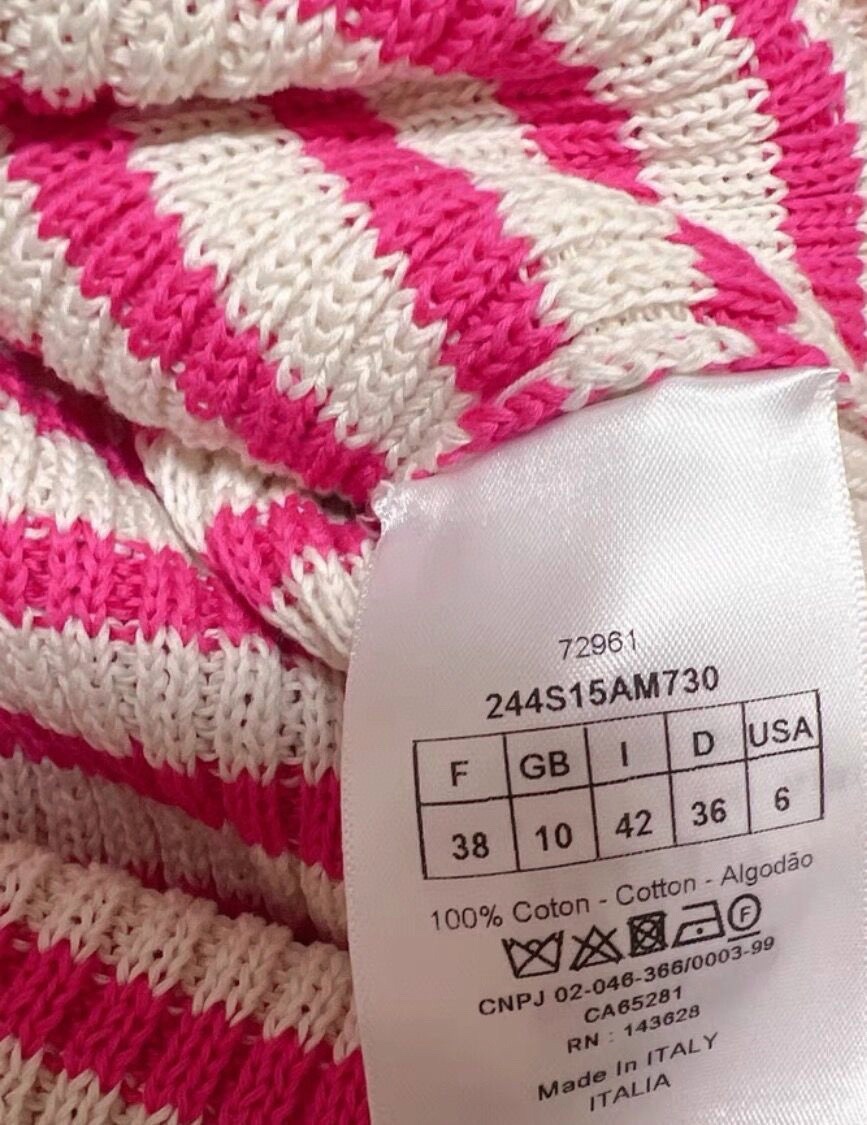 72961
244S15AM730
F GB I D USA
38 10 42 36 6
100% Coton - Cotton - Algodão
F
CNPJ 02-046-366/0003-99
CA65281
RN : 143628
Made In ITALY
ITALIA